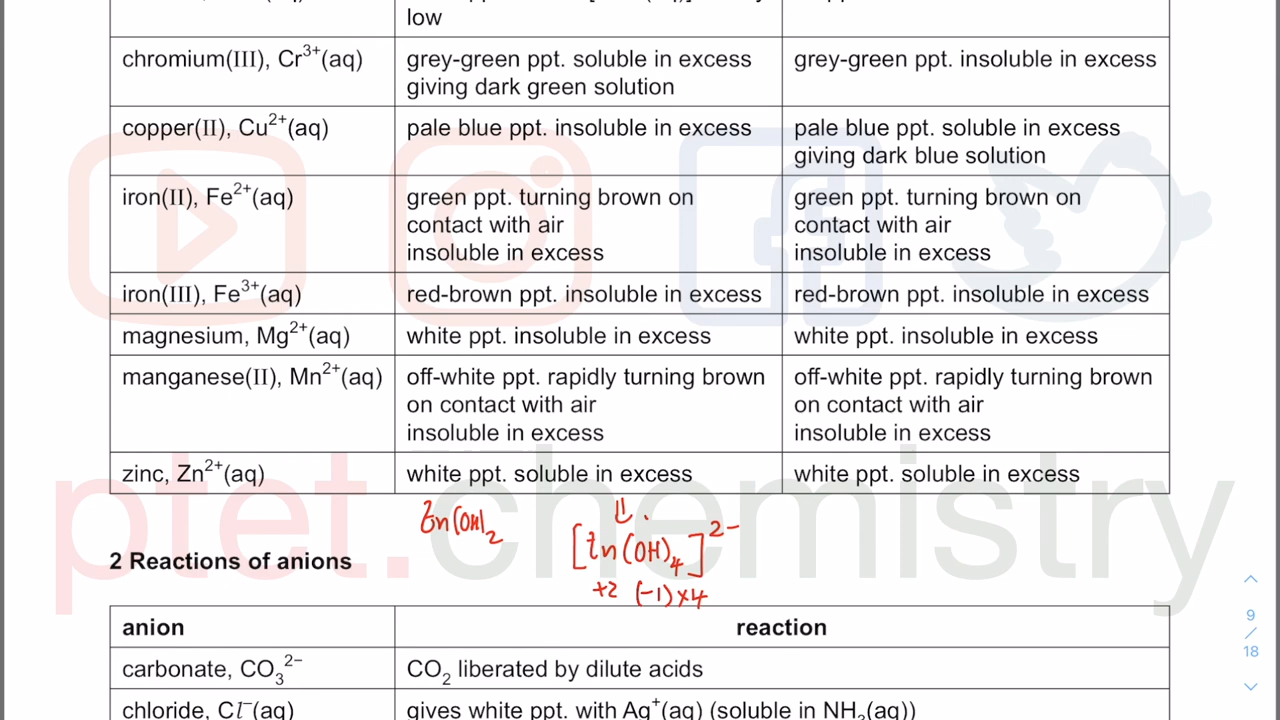 low
chromium(III), Cr³⁺(aq)
grey-green ppt. soluble in excess
giving dark green solution
grey-green ppt. insoluble in excess
copper(II), Cu²⁺(aq)
pale blue ppt. insoluble in excess
pale blue ppt. soluble in excess
giving dark blue solution
iron(II), Fe²⁺(aq)
green ppt. turning brown on
contact with air
insoluble in excess
green ppt. turning brown on
contact with air
insoluble in excess
iron(III), Fe³⁺(aq)
red-brown ppt. insoluble in excess
red-brown ppt. insoluble in excess
magnesium, Mg²⁺(aq)
white ppt. insoluble in excess
white ppt. insoluble in excess
manganese(II), Mn²⁺(aq)
off-white ppt. rapidly turning brown
on contact with air
insoluble in excess
off-white ppt. rapidly turning brown
on contact with air
insoluble in excess
zinc, Zn²⁺(aq)
white ppt. soluble in excess
white ppt. soluble in excess
ptet.chemistry
Zn(OH)₂
[Zn(OH)₄]²⁻
+2 (-1)×4
2 Reactions of anions
anion
reaction
carbonate, CO₃²⁻
CO₂ liberated by dilute acids
chloride, Cl⁻(aq)
gives white ppt. with Ag⁺(aq) (soluble in NH₃(aq))
9
/
18